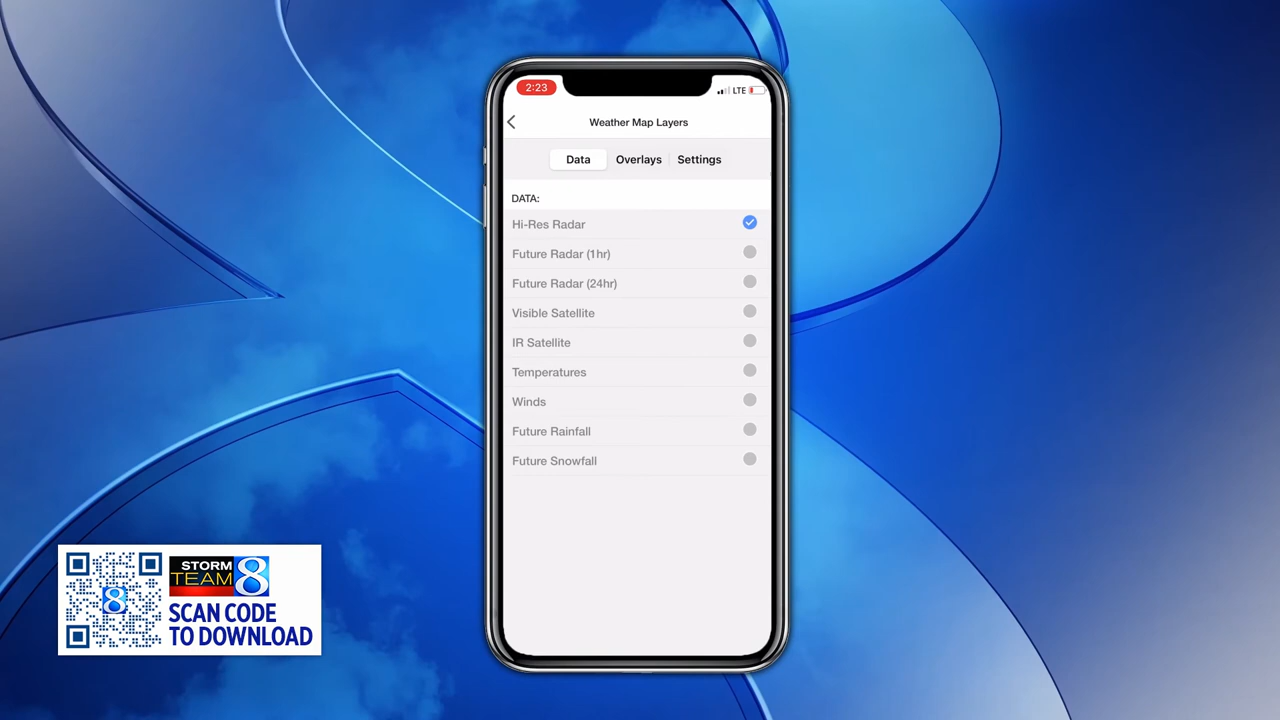 2:23
LTE
Weather Map Layers
Data Overlays Settings
DATA:
Hi-Res Radar
Future Radar (1hr)
Future Radar (24hr)
Visible Satellite
IR Satellite
Temperatures
Winds
Future Rainfall
Future Snowfall
8
STORM
TEAM 8
SCAN CODE
TO DOWNLOAD